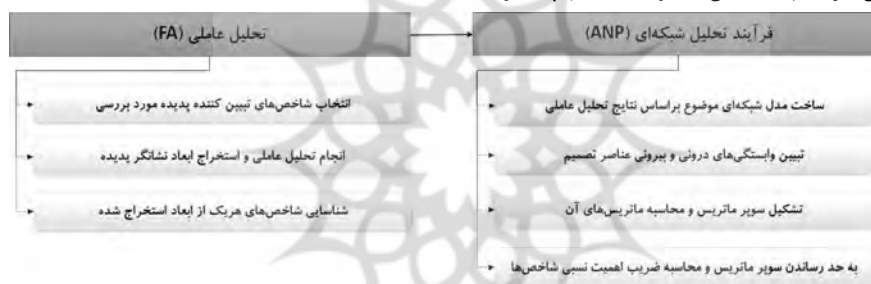 تحلیل عاملی (FA)
انتخاب شاخص‌های تبیین کننده پدیده مورد بررسی
انجام تحلیل عاملی و استخراج ابعاد نشانگر پدیده
شناسایی شاخص‌های هریک از ابعاد استخراج شده
فرآیند تحلیل شبکه‌ای (ANP)
ساخت مدل شبکه‌ای موضوع براساس نتایج تحلیل عاملی
تبیین وابستگی‌های درونی و بیرونی عناصر تصمیم
تشکیل سوپر ماتریس و محاسبه ماتریس‌های آن
به حد رساندن سوپر ماتریس و محاسبه ضریب اهمیت نسبی شاخص‌ها